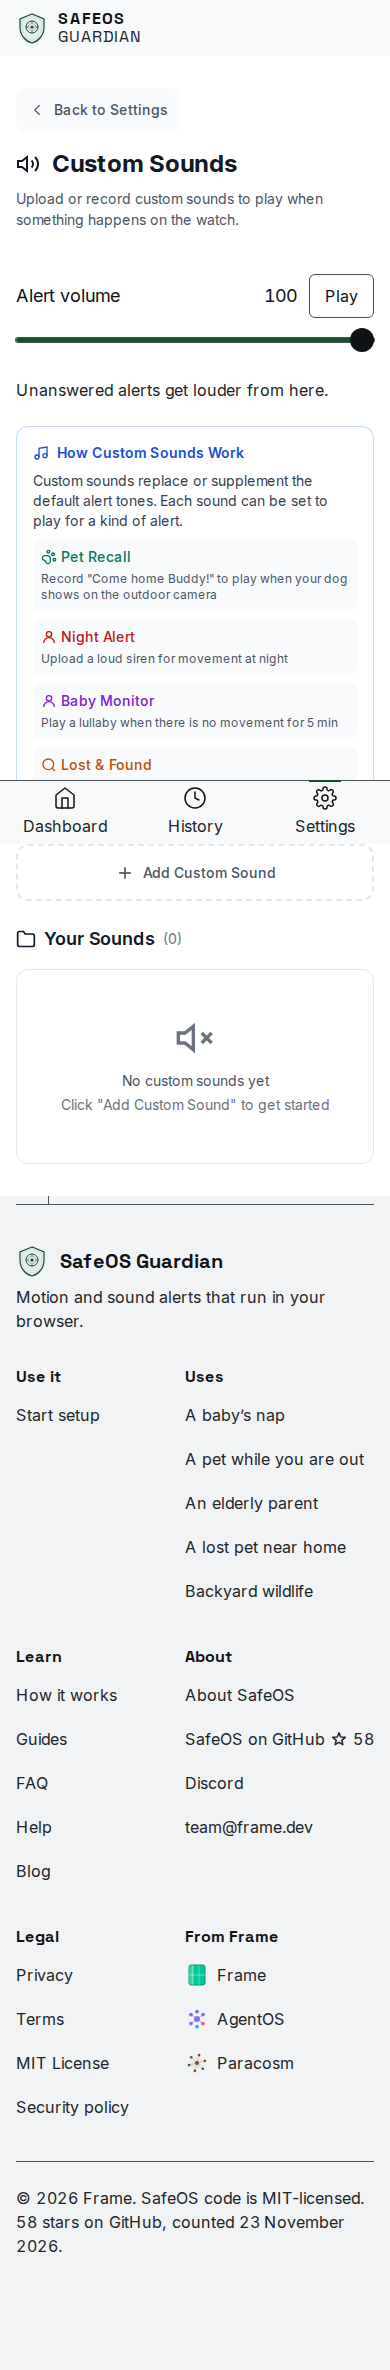 SAFEOS
GUARDIAN
Back to Settings
Custom Sounds
Upload or record custom sounds to play when
something happens on the watch.
Alert volume 100 Play
Unanswered alerts get louder from here.
How Custom Sounds Work
Custom sounds replace or supplement the
default alert tones. Each sound can be set to
play for a kind of alert.
Pet Recall
Record "Come home Buddy!" to play when your dog
shows on the outdoor camera
Night Alert
Upload a loud siren for movement at night
Baby Monitor
Play a lullaby when there is no movement for 5 min
Lost & Found
Dashboard History Settings
Add Custom Sound
Your Sounds (0)
No custom sounds yet
Click "Add Custom Sound" to get started
SafeOS Guardian
Motion and sound alerts that run in your
browser.
Use it
Start setup
Uses
A baby’s nap
A pet while you are out
An elderly parent
A lost pet near home
Backyard wildlife
Learn
How it works
Guides
FAQ
Help
Blog
About
About SafeOS
SafeOS on GitHub ☆ 58
Discord
team@frame.dev
Legal
Privacy
Terms
MIT License
Security policy
From Frame
Frame
AgentOS
Paracosm
© 2026 Frame. SafeOS code is MIT-licensed.
58 stars on GitHub, counted 23 November
2026.